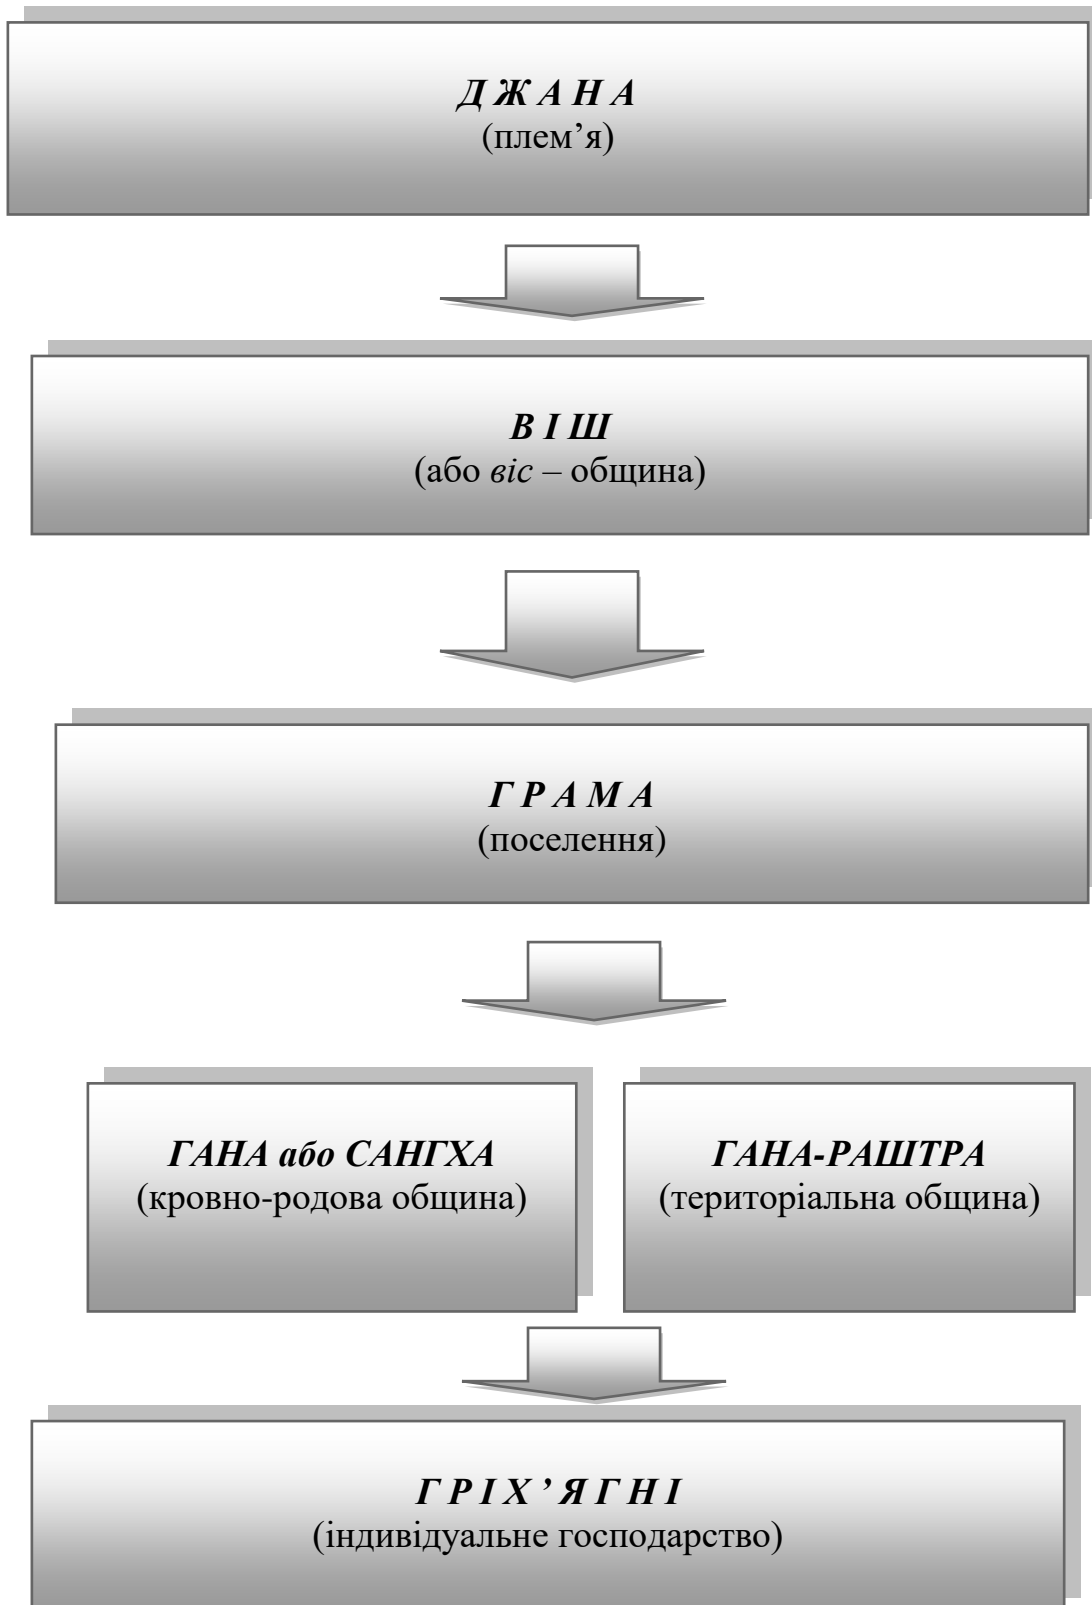 Д Ж А Н А
(плем’я)
В І Ш
(або віс – община)
Г Р А М А
(поселення)
ГАНА або САНГХА
(кровно-родова община)
ГАНА-РАШТРА
(територіальна община)
Г Р І Х ’ Я Г Н І
(індивідуальне господарство)